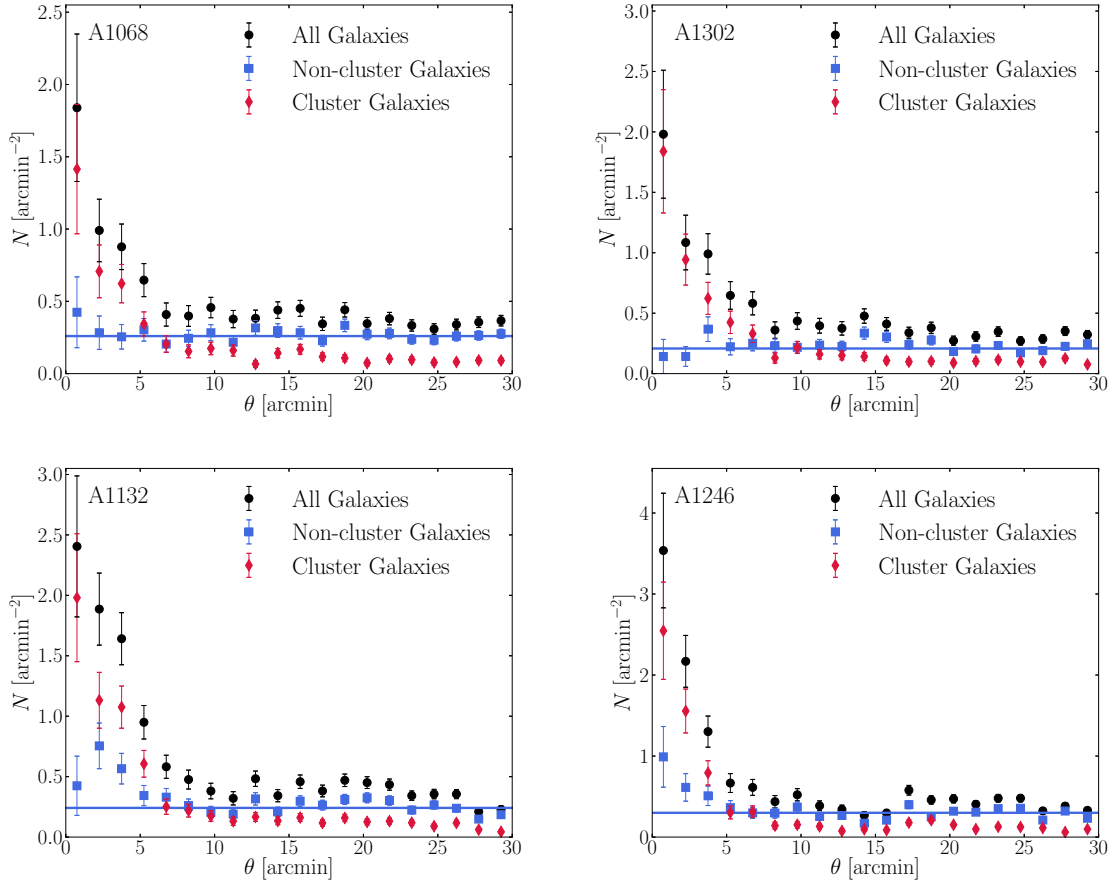 A1068
All Galaxies
Non-cluster Galaxies
Cluster Galaxies
N [arcmin⁻²]
2.5
2.0
1.5
1.0
0.5
0.0
0 5 10 15 20 25 30
θ [arcmin]
A1302
All Galaxies
Non-cluster Galaxies
Cluster Galaxies
N [arcmin⁻²]
3.0
2.5
2.0
1.5
1.0
0.5
0.0
0 5 10 15 20 25 30
θ [arcmin]
A1132
All Galaxies
Non-cluster Galaxies
Cluster Galaxies
N [arcmin⁻²]
3.0
2.5
2.0
1.5
1.0
0.5
0.0
0 5 10 15 20 25 30
θ [arcmin]
A1246
All Galaxies
Non-cluster Galaxies
Cluster Galaxies
N [arcmin⁻²]
4
3
2
1
0
0 5 10 15 20 25 30
θ [arcmin]